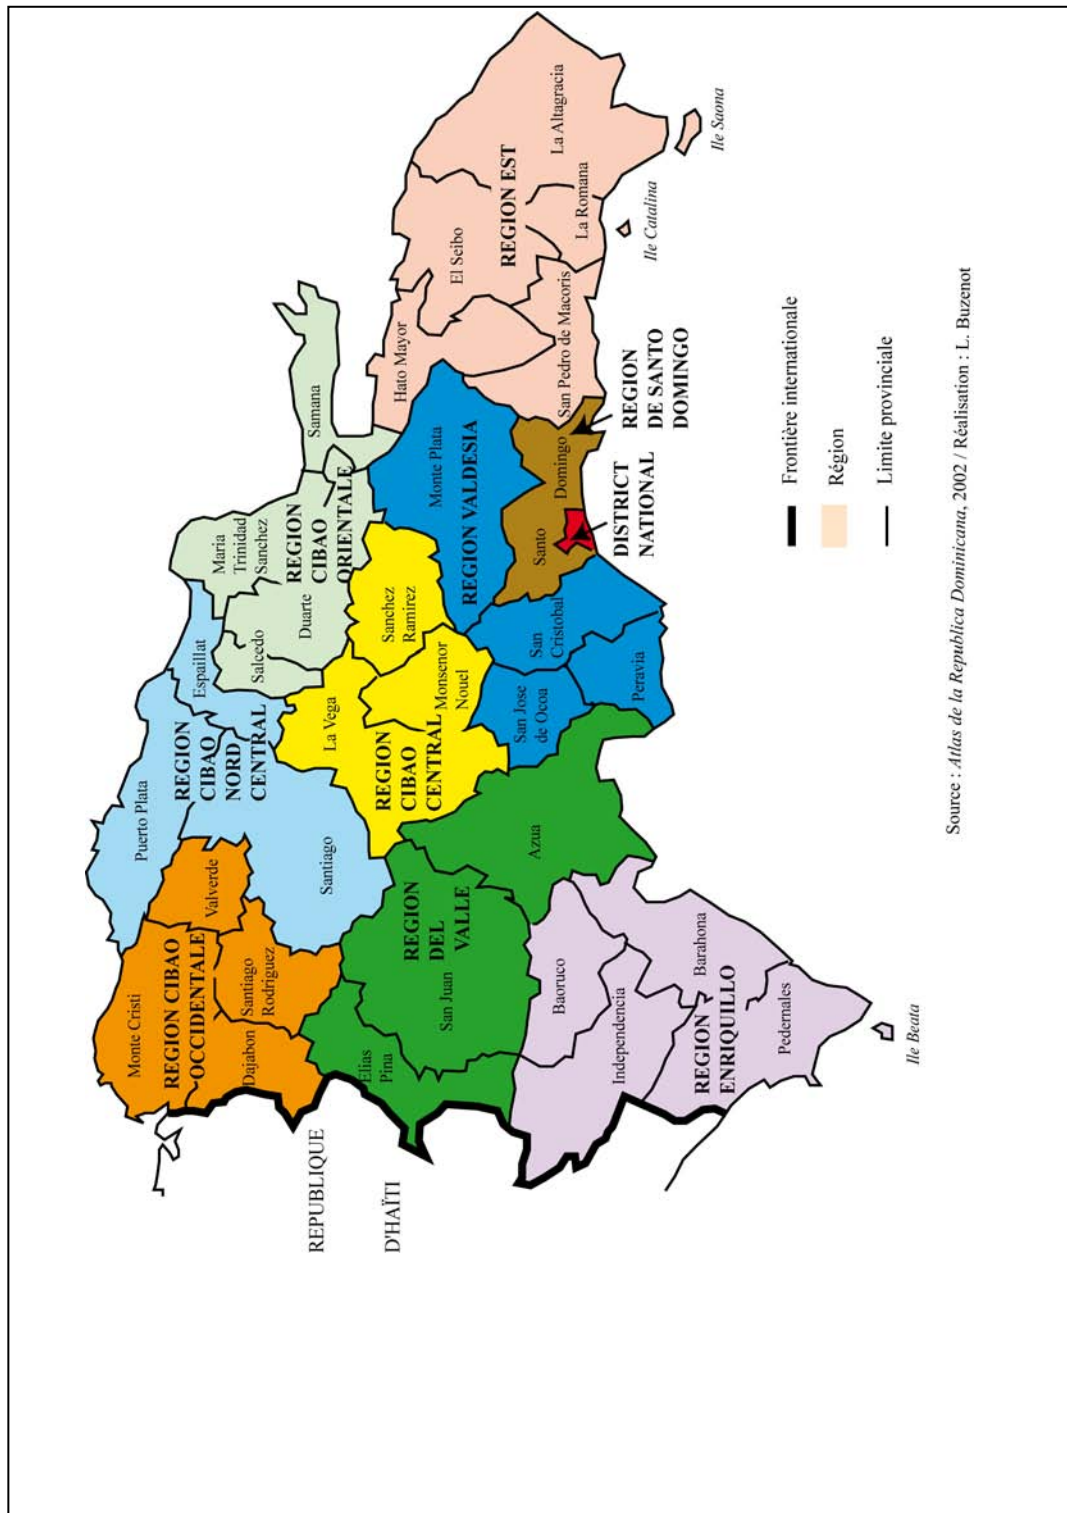 Monte Cristi
REGION CIBAO
OCCIDENTALE
Dajabon
Santiago
Rodriguez
Valverde
Puerto Plata
REGION
CIBAO
NORD
CENTRAL
Espaillat
Santiago
Maria
Trinidad
Sanchez
Salcedo
Duarte
REGION
CIBAO
ORIENTALE
Samana
La Vega
REGION
CIBAO
CENTRAL
Monsenor
Nouel
Sanchez
Ramirez
REPUBLIQUE
D'HAÏTI
Elias
Pina
San Juan
REGION
DEL
VALLE
Azua
Monte Plata
REGION VALDESIA
San Jose
de Ocoa
San
Cristobal
Peravia
Hato Mayor
El Seibo
REGION EST
La Altagracia
La Romana
San Pedro de Macoris
Santo
Domingo
DISTRICT
NATIONAL
REGION
DE SANTO
DOMINGO
Ile Catalina
Ile Saona
Baoruco
Independencia
Barahona
REGION
ENRIQUILLO
Pedernales
Ile Beata
Frontière internationale
Région
Limite provinciale
Source : Atlas de la Republica Dominicana, 2002 / Réalisation : L. Buzenot